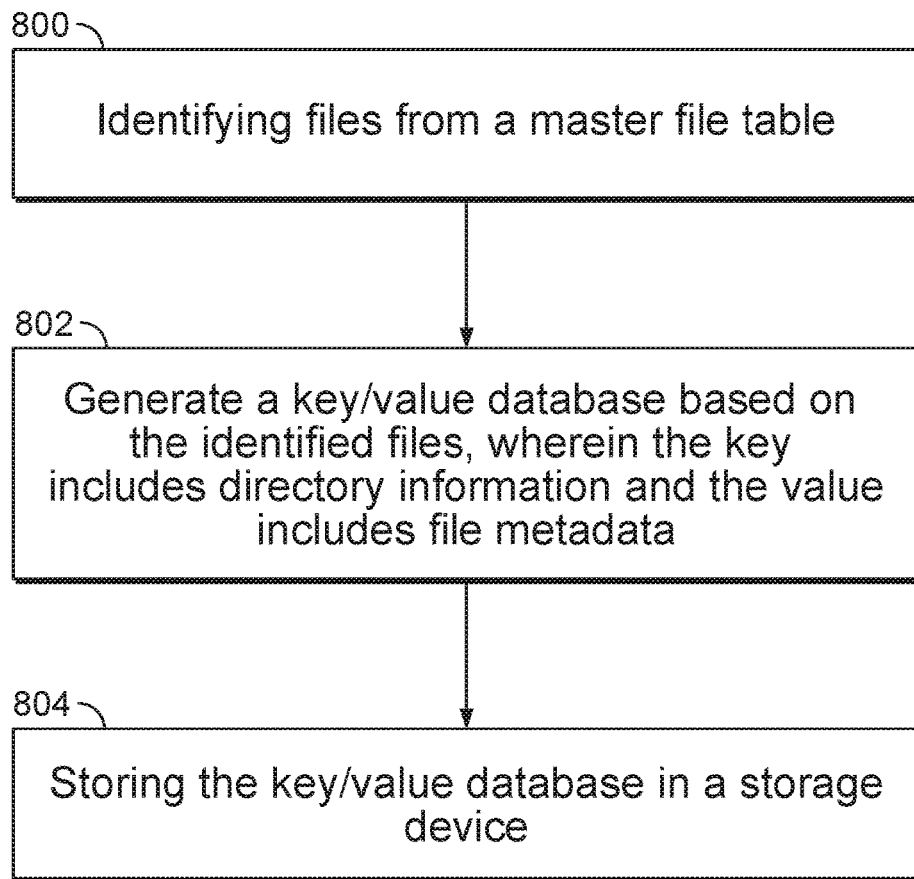 800
Identifying files from a master file table
802
Generate a key/value database based on
the identified files, wherein the key
includes directory information and the value
includes file metadata
804
Storing the key/value database in a storage
device